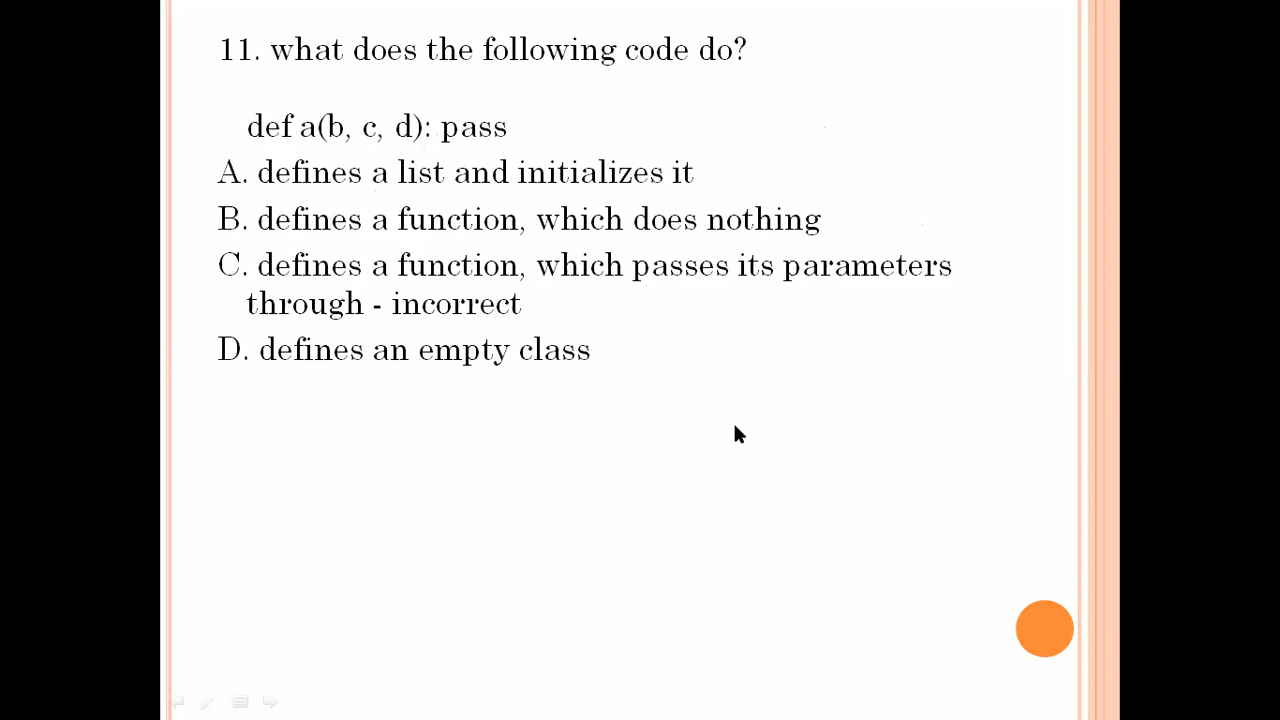 11. what does the following code do?
def a(b, c, d): pass
A. defines a list and initializes it
B. defines a function, which does nothing
C. defines a function, which passes its parameters
through - incorrect
D. defines an empty class